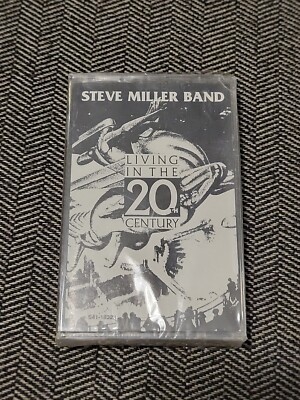 STEVE MILLER BAND
LIVING
IN THE
20TH
CENTURY